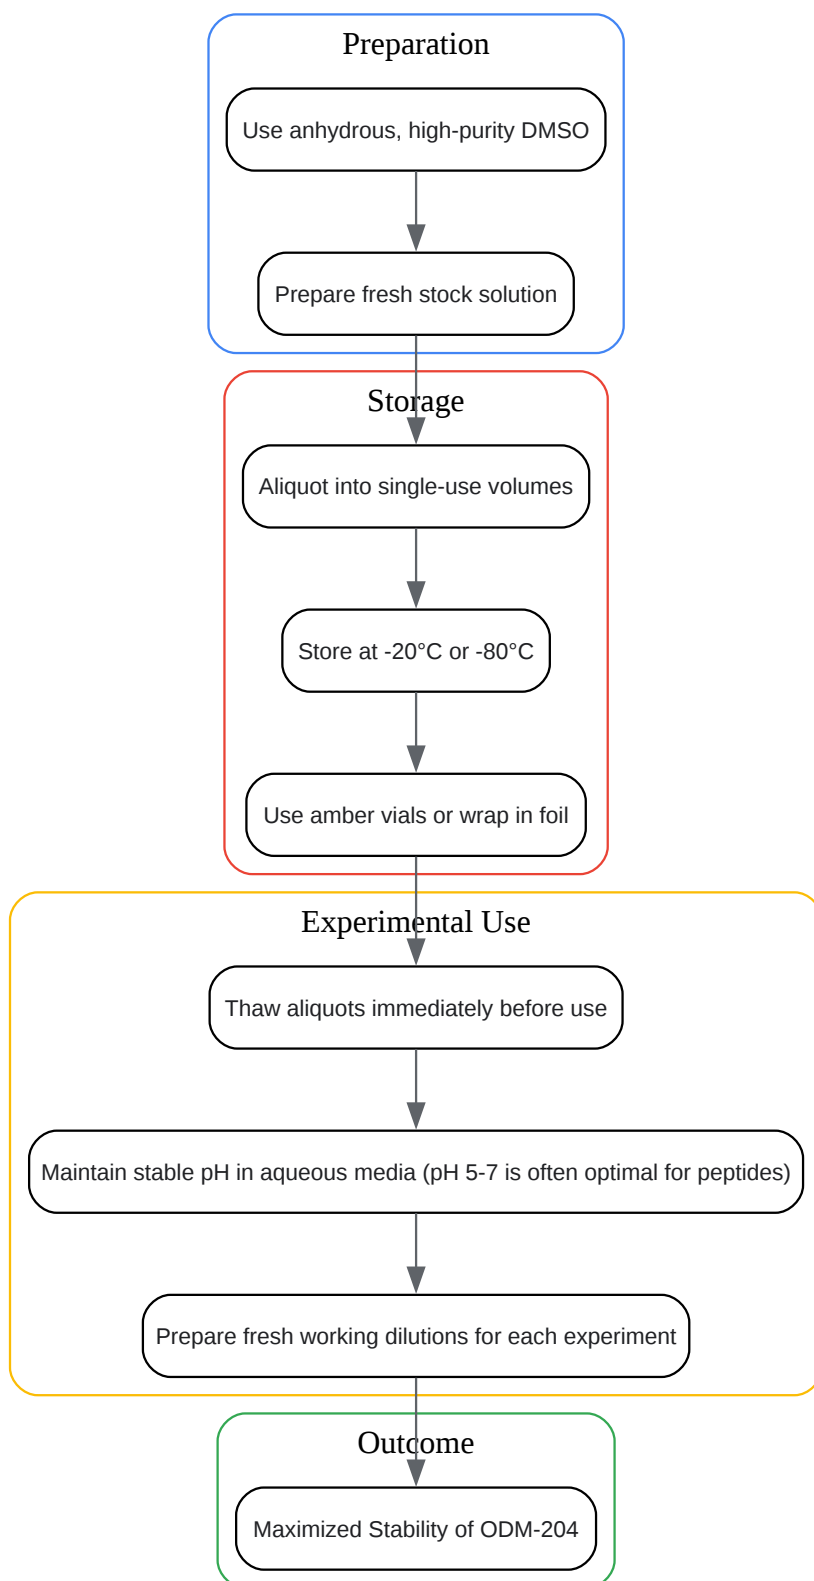 Preparation
Use anhydrous, high-purity DMSO
Prepare fresh stock solution
Storage
Aliquot into single-use volumes
Store at -20°C or -80°C
Use amber vials or wrap in foil
Experimental Use
Thaw aliquots immediately before use
Maintain stable pH in aqueous media (pH 5-7 is often optimal for peptides)
Prepare fresh working dilutions for each experiment
Outcome
Maximized Stability of ODM-204